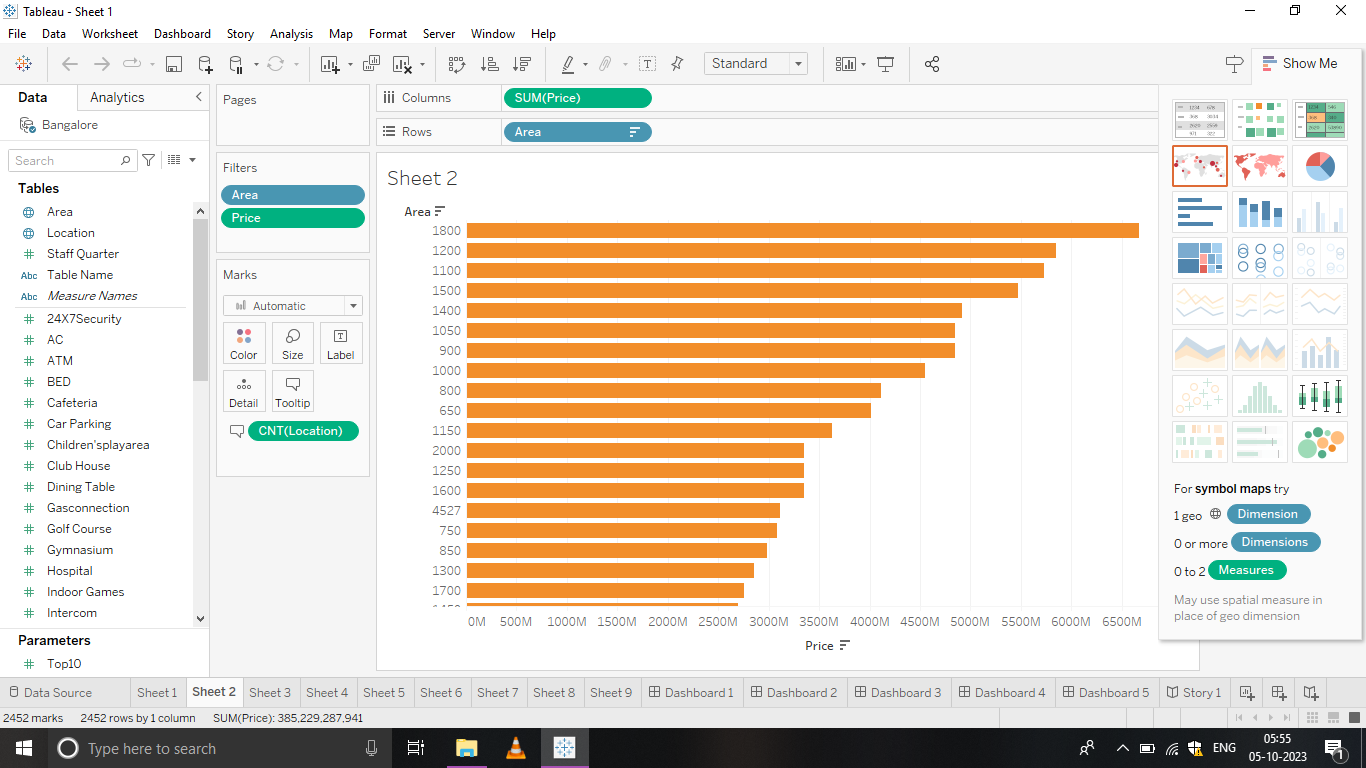 Tableau - Sheet 1
File Data Worksheet Dashboard Story Analysis Map Format Server Window Help
Standard
Show Me
Data Analytics
Bangalore
Search
Tables
Area
Location
Staff Quarter
Abc Table Name
Abc Measure Names
24X7Security
AC
ATM
BED
Cafeteria
Car Parking
Children'splayarea
Club House
Dining Table
Gasconnection
Golf Course
Gymnasium
Hospital
Indoor Games
Intercom
Parameters
Top10
Pages
Filters
Area
Price
Marks
Automatic
Color Size Label
Detail Tooltip
CNT(Location)
Columns SUM(Price)
Rows Area
Sheet 2
Area
1800
1200
1100
1500
1400
1050
900
1000
800
650
1150
2000
1250
1600
4527
750
850
1300
1700
0M 500M 1000M 1500M 2000M 2500M 3000M 3500M 4000M 4500M 5000M 5500M 6000M 6500M
Price
For symbol maps try
1 geo Dimension
0 or more Dimensions
0 to 2 Measures
May use spatial measure in
place of geo dimension
Data Source Sheet 1 Sheet 2 Sheet 3 Sheet 4 Sheet 5 Sheet 6 Sheet 7 Sheet 8 Sheet 9 Dashboard 1 Dashboard 2 Dashboard 3 Dashboard 4 Dashboard 5 Story 1
2452 marks 2452 rows by 1 column SUM(Price): 385,229,287,941
Type here to search
ENG
05:55
05-10-2023
1